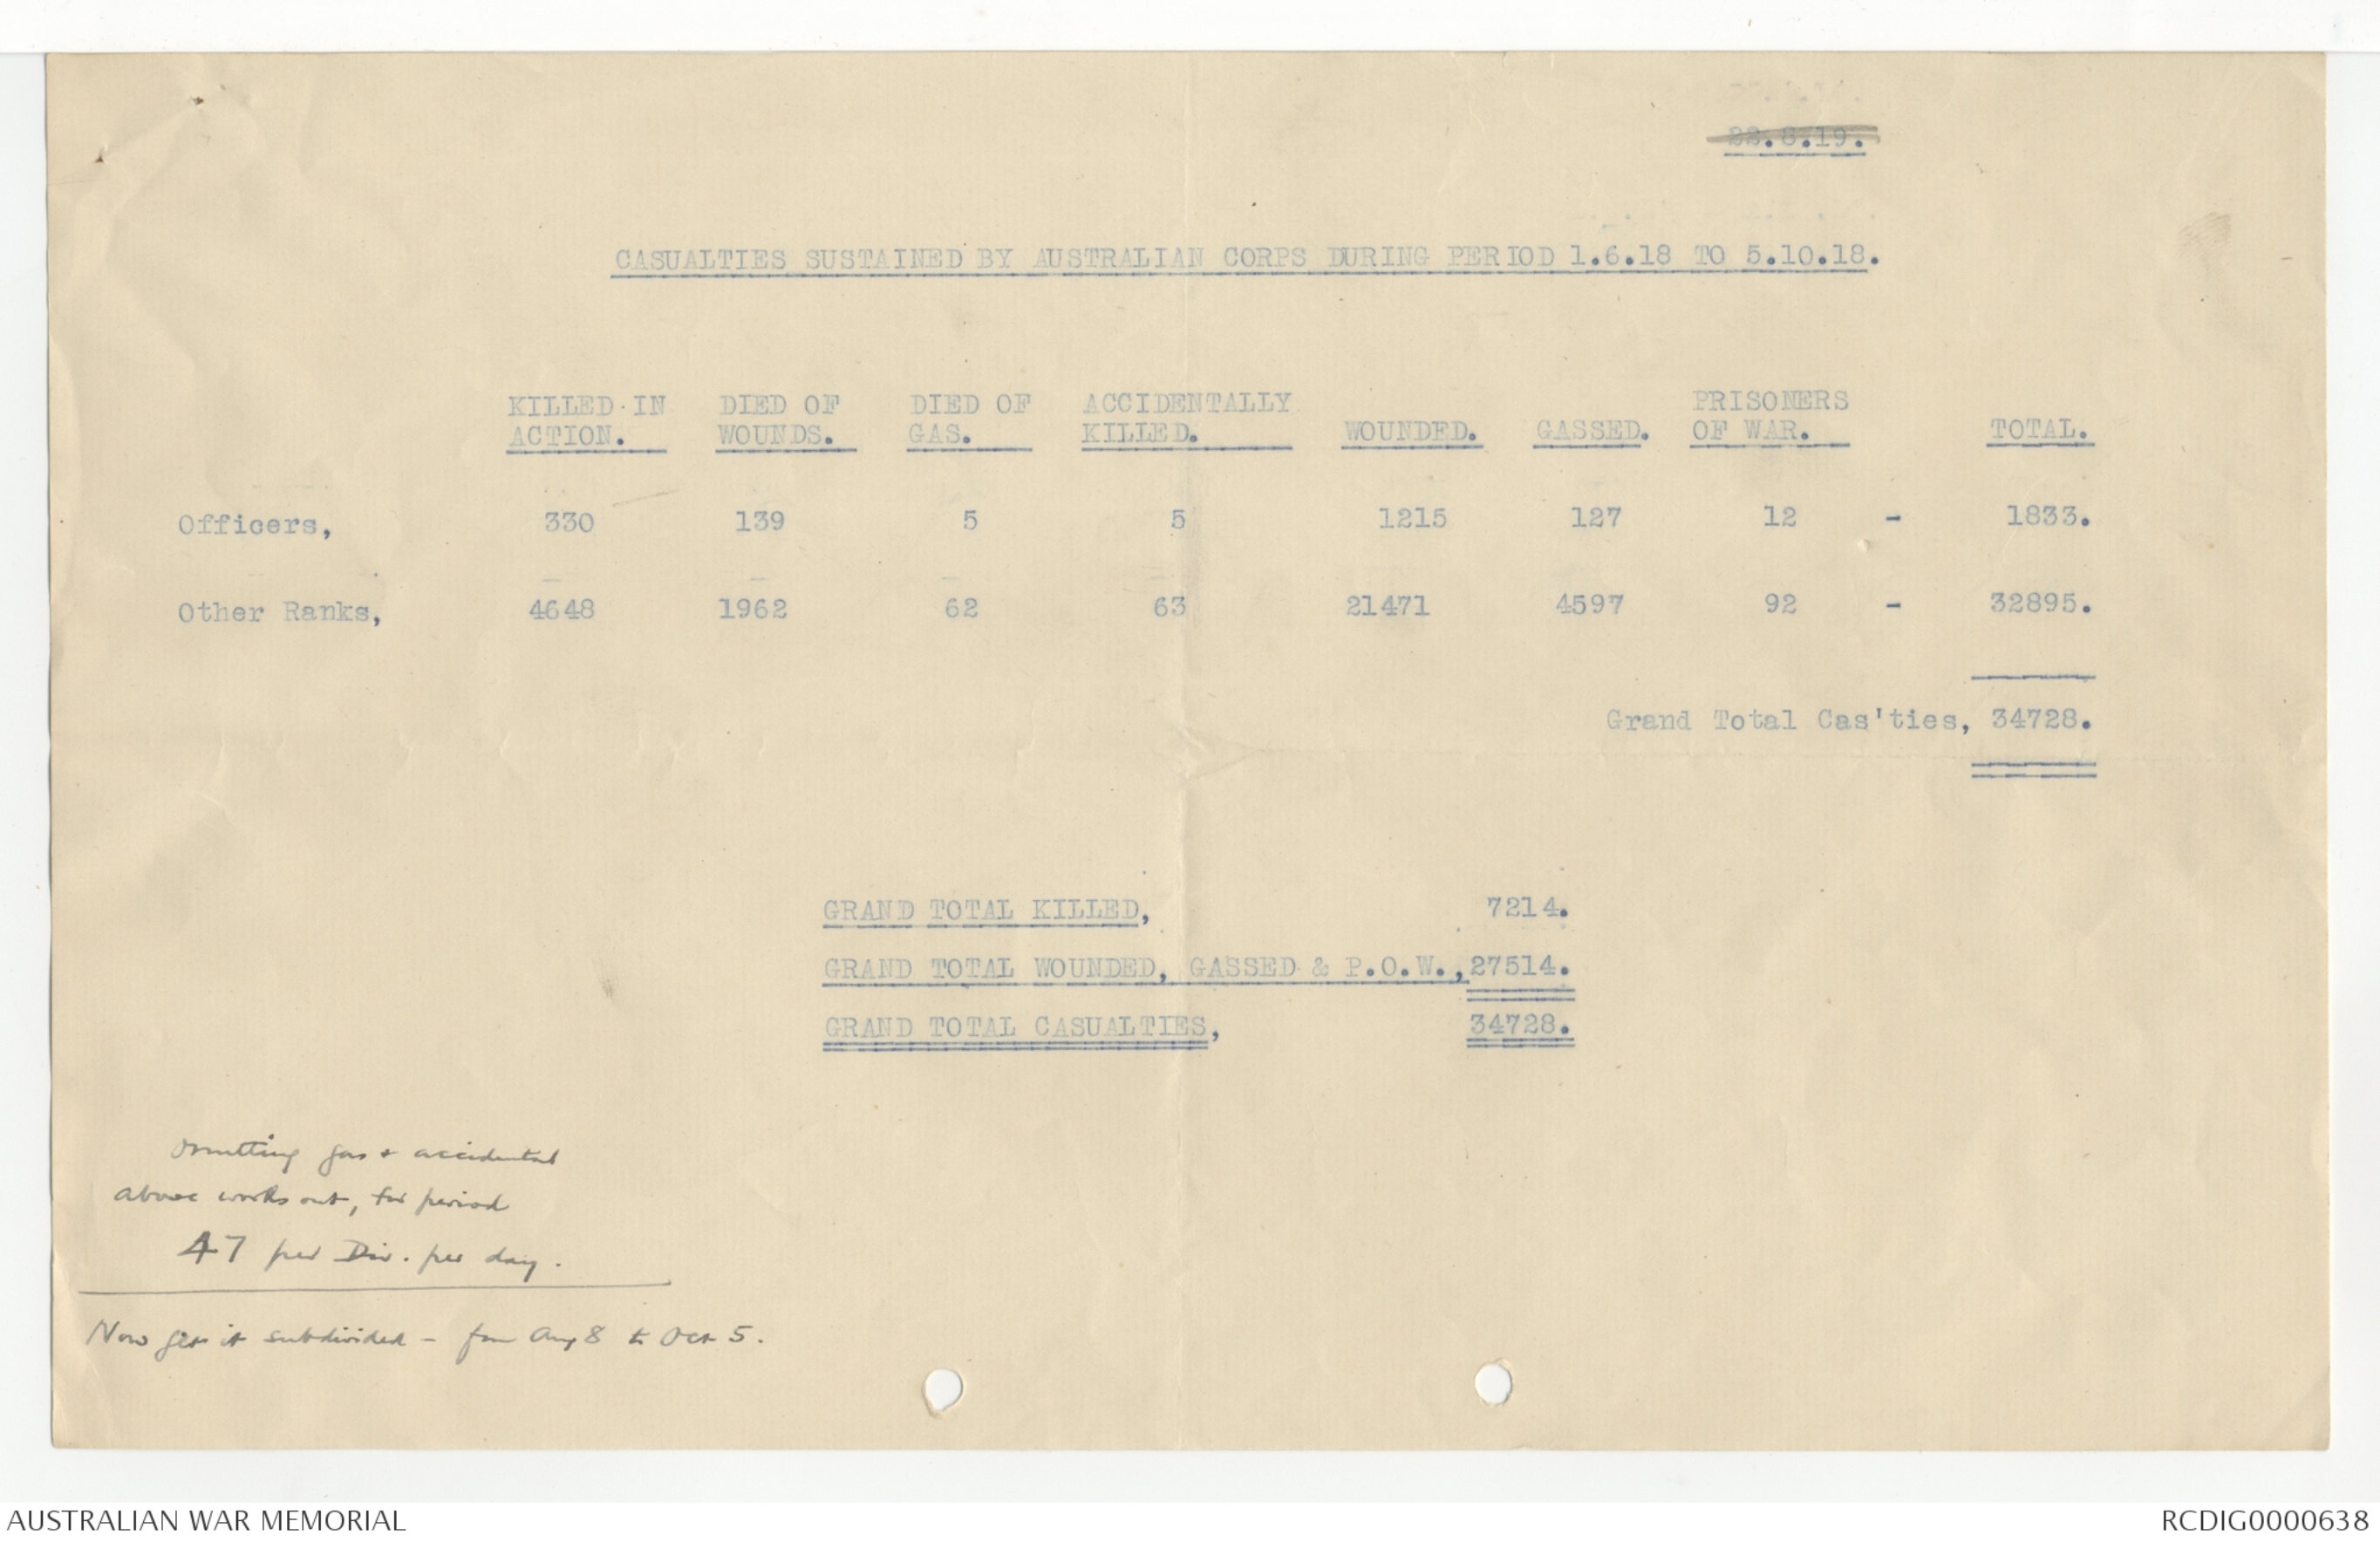 22.8.19.
CASUALTIES SUSTAINED BY AUSTRALIAN CORPS DURING PERIOD 1.6.18 TO 5.10.18.
KILLED IN ACTION. DIED OF WOUNDS. DIED OF GAS. ACCIDENTALLY KILLED. WOUNDED. GASSED. PRISONERS OF WAR. TOTAL.
Officers, 330 139 5 5 1215 127 12 - 1833.
Other Ranks, 4648 1962 62 63 21471 4597 92 - 32895.
Grand Total Cas'ties, 34728.
GRAND TOTAL KILLED, 7214.
GRAND TOTAL WOUNDED, GASSED & P.O.W., 27514.
GRAND TOTAL CASUALTIES, 34728.
Omitting gas & accidental
above works out, for period
47 per Div. per day.
Now get it subdivided - from Aug 8 to Oct 5.
AUSTRALIAN WAR MEMORIAL
RCDIG0000638